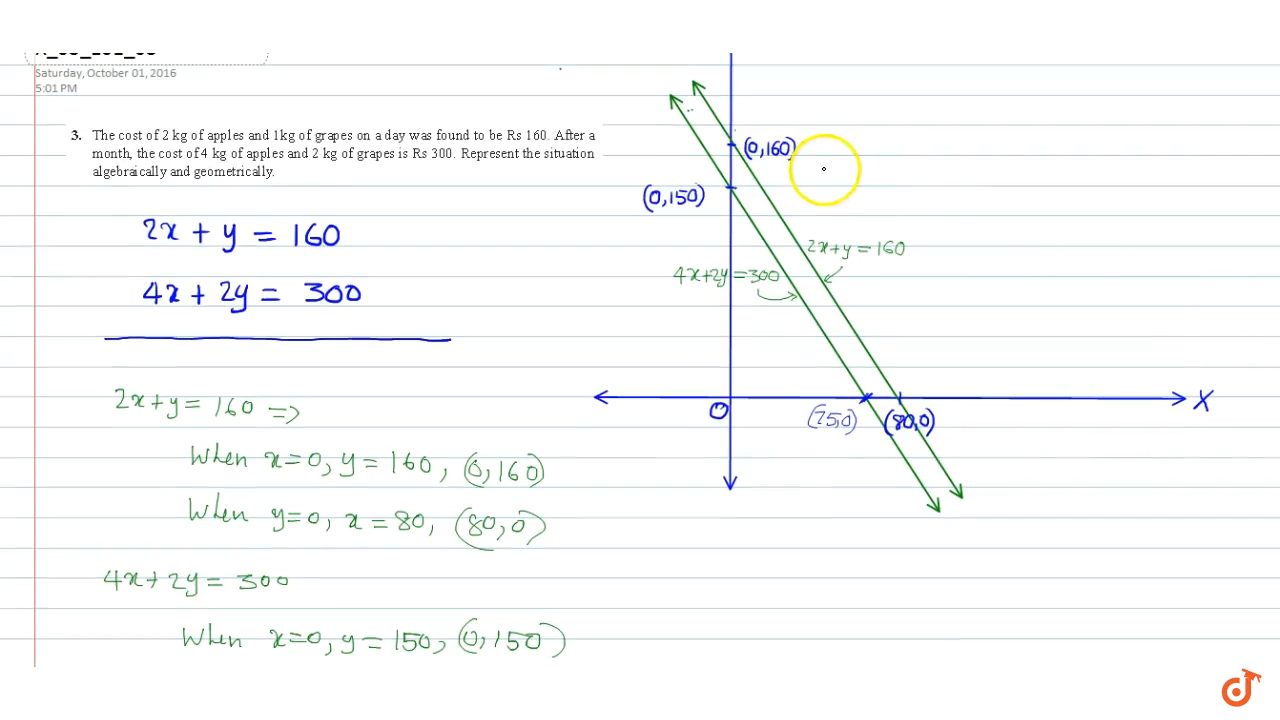 Saturday, October 01, 2016
5:01 PM
3. The cost of 2 kg of apples and 1kg of grapes on a day was found to be Rs 160. After a
month, the cost of 4 kg of apples and 2 kg of grapes is Rs 300. Represent the situation
algebraically and geometrically.
2x + y = 160
4x + 2y = 300
2x+y = 160 =>
When x=0, y = 160, (0,160)
When y=0, x = 80, (80,0)
4x+2y = 300
When x=0, y = 150, (0,150)
(0,160)
(0,150)
2x+y = 160
4x+2y=300
O
(75,0)
(80,0)
X